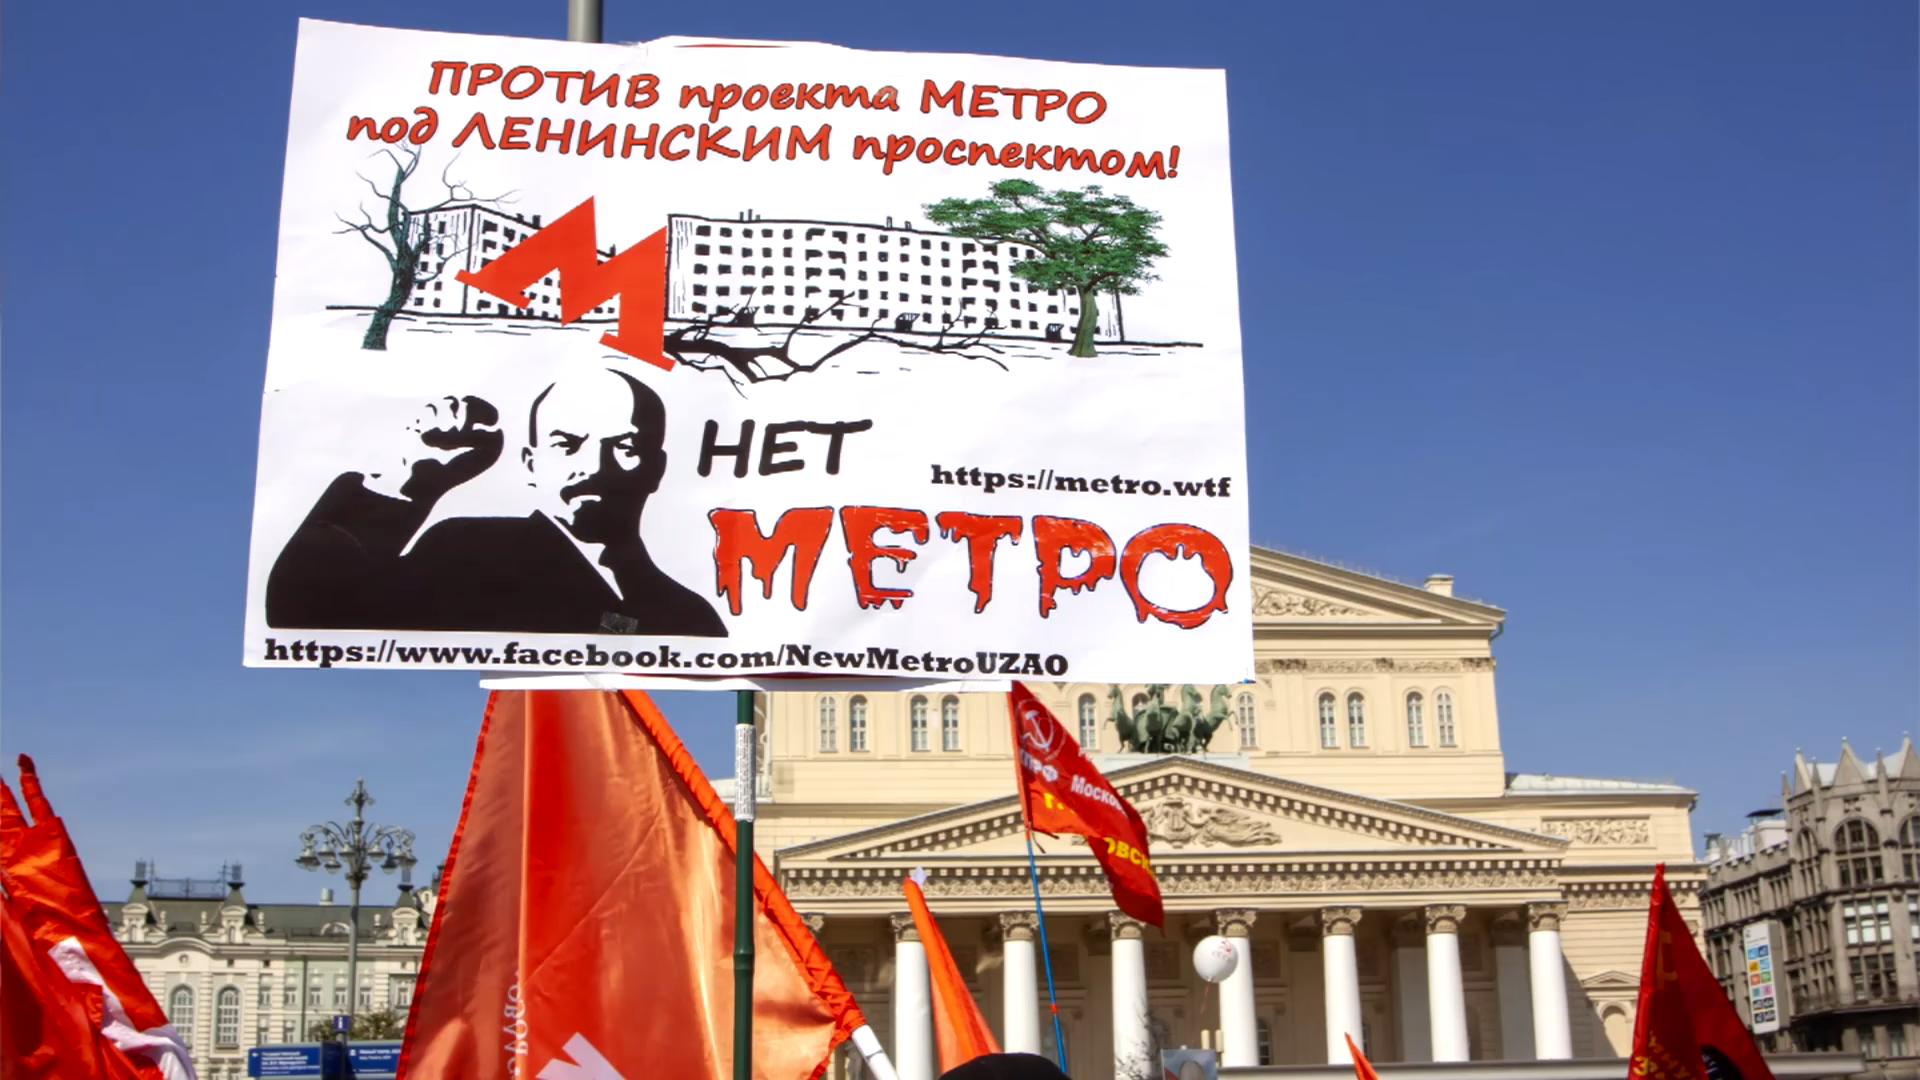 ПРОТИВ проекта МЕТРО
под ЛЕНИНСКИМ проспектом!
НЕТ
https://metro.wtf
МЕТРО
https://www.facebook.com/NewMetroUZAO